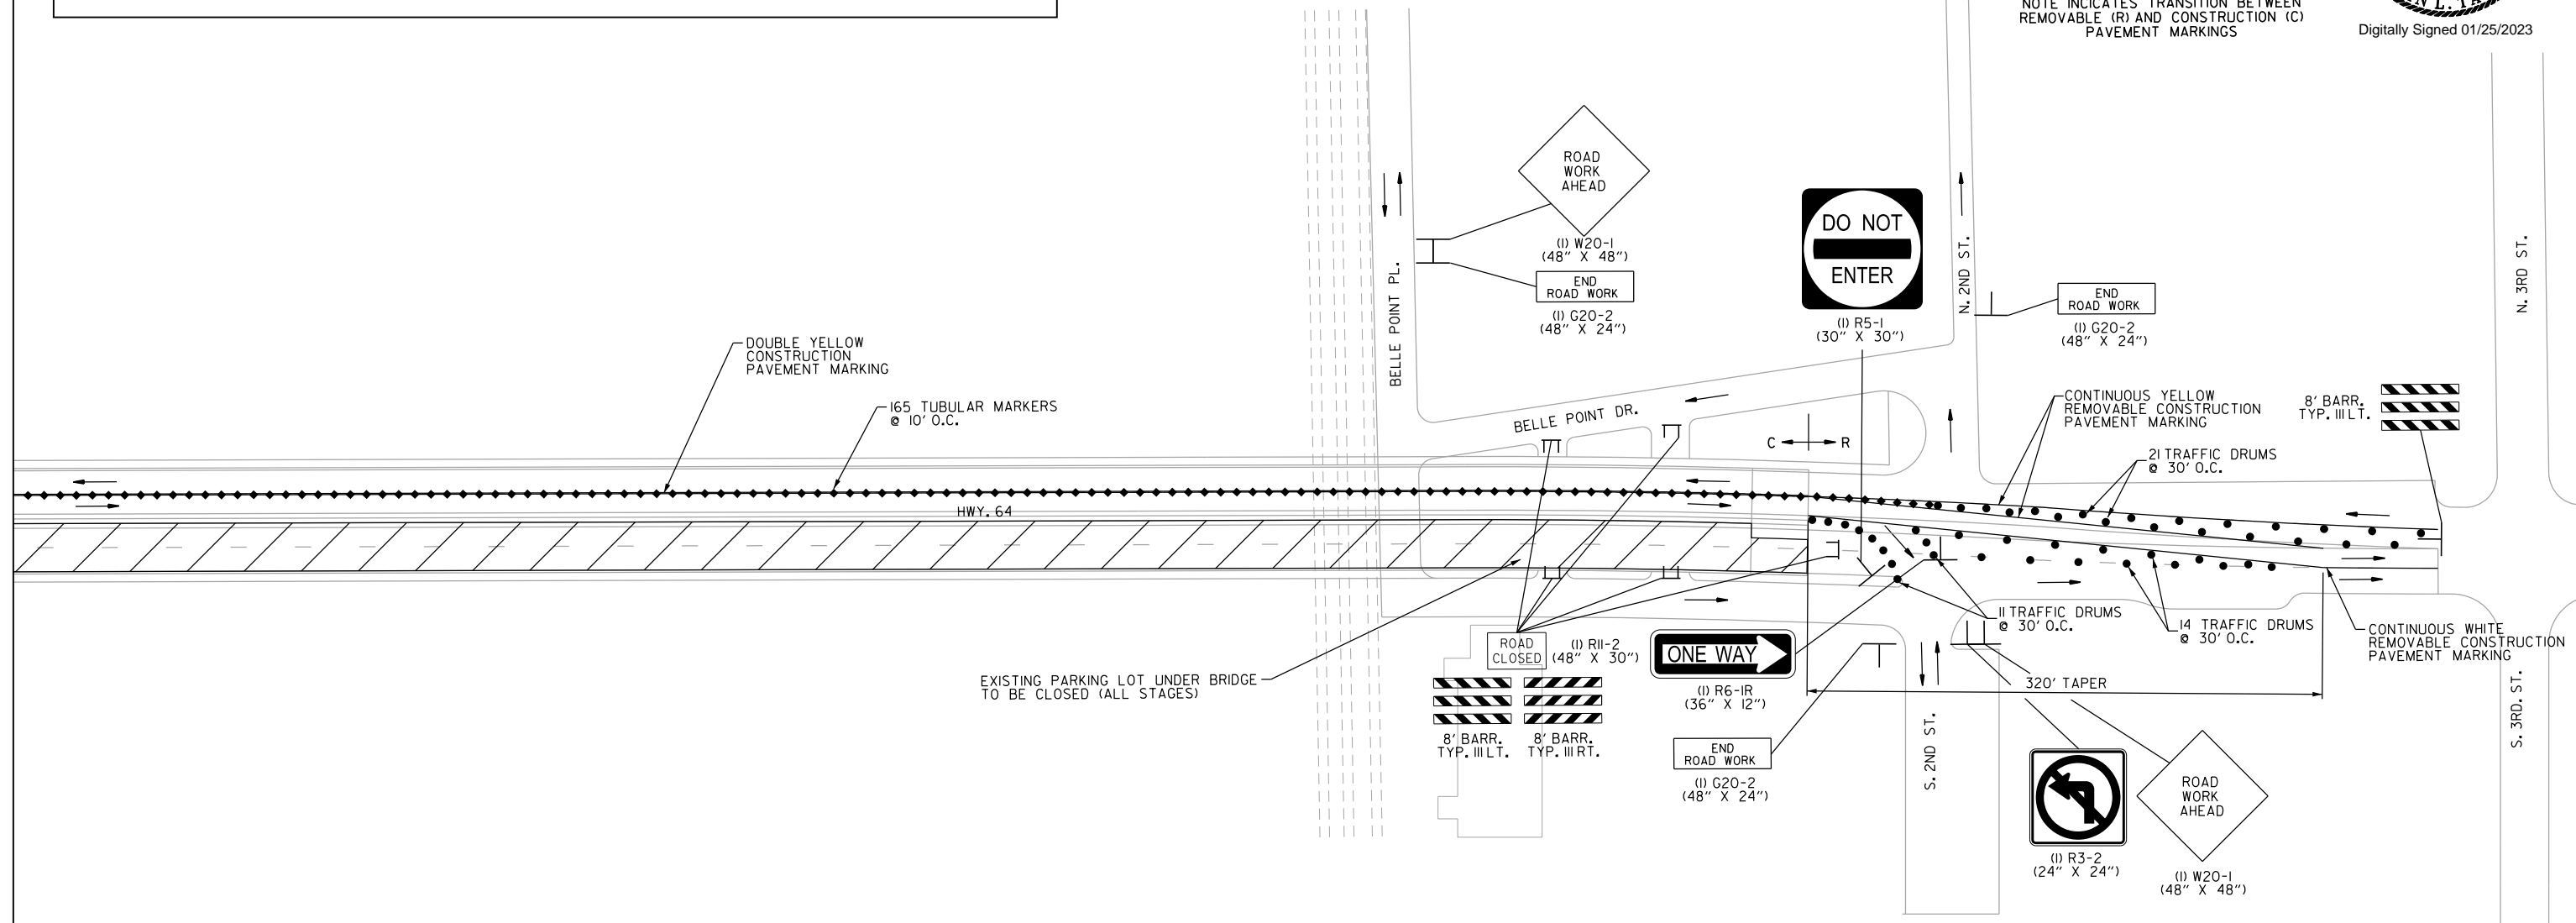 NOTE INDICATES TRANSITION BETWEEN
REMOVABLE (R) AND CONSTRUCTION (C)
PAVEMENT MARKINGS
Digitally Signed 01/25/2023
ROAD
WORK
AHEAD
(1) W20-1
(48" X 48")
END
ROAD WORK
(1) G20-2
(48" X 24")
BELLE POINT PL.
DO NOT
ENTER
(1) R5-1
(30" X 30")
N. 2ND ST.
END
ROAD WORK
(1) G20-2
(48" X 24")
N. 3RD ST.
DOUBLE YELLOW
CONSTRUCTION
PAVEMENT MARKING
165 TUBULAR MARKERS
@ 10' O.C.
BELLE POINT DR.
C
R
CONTINUOUS YELLOW
REMOVABLE CONSTRUCTION
PAVEMENT MARKING
8' BARR.
TYP. III LT.
21 TRAFFIC DRUMS
@ 30' O.C.
HWY. 64
11 TRAFFIC DRUMS
@ 30' O.C.
14 TRAFFIC DRUMS
@ 30' O.C.
CONTINUOUS WHITE
REMOVABLE CONSTRUCTION
PAVEMENT MARKING
EXISTING PARKING LOT UNDER BRIDGE
TO BE CLOSED (ALL STAGES)
ROAD
CLOSED
(1) R11-2
(48" X 30")
8' BARR.
TYP. III LT.
8' BARR.
TYP. III RT.
ONE WAY
(1) R6-1R
(36" X 12")
320' TAPER
END
ROAD WORK
(1) G20-2
(48" X 24")
S. 2ND ST.
S. 3RD. ST.
(1) R3-2
(24" X 24")
ROAD
WORK
AHEAD
(1) W20-1
(48" X 48")